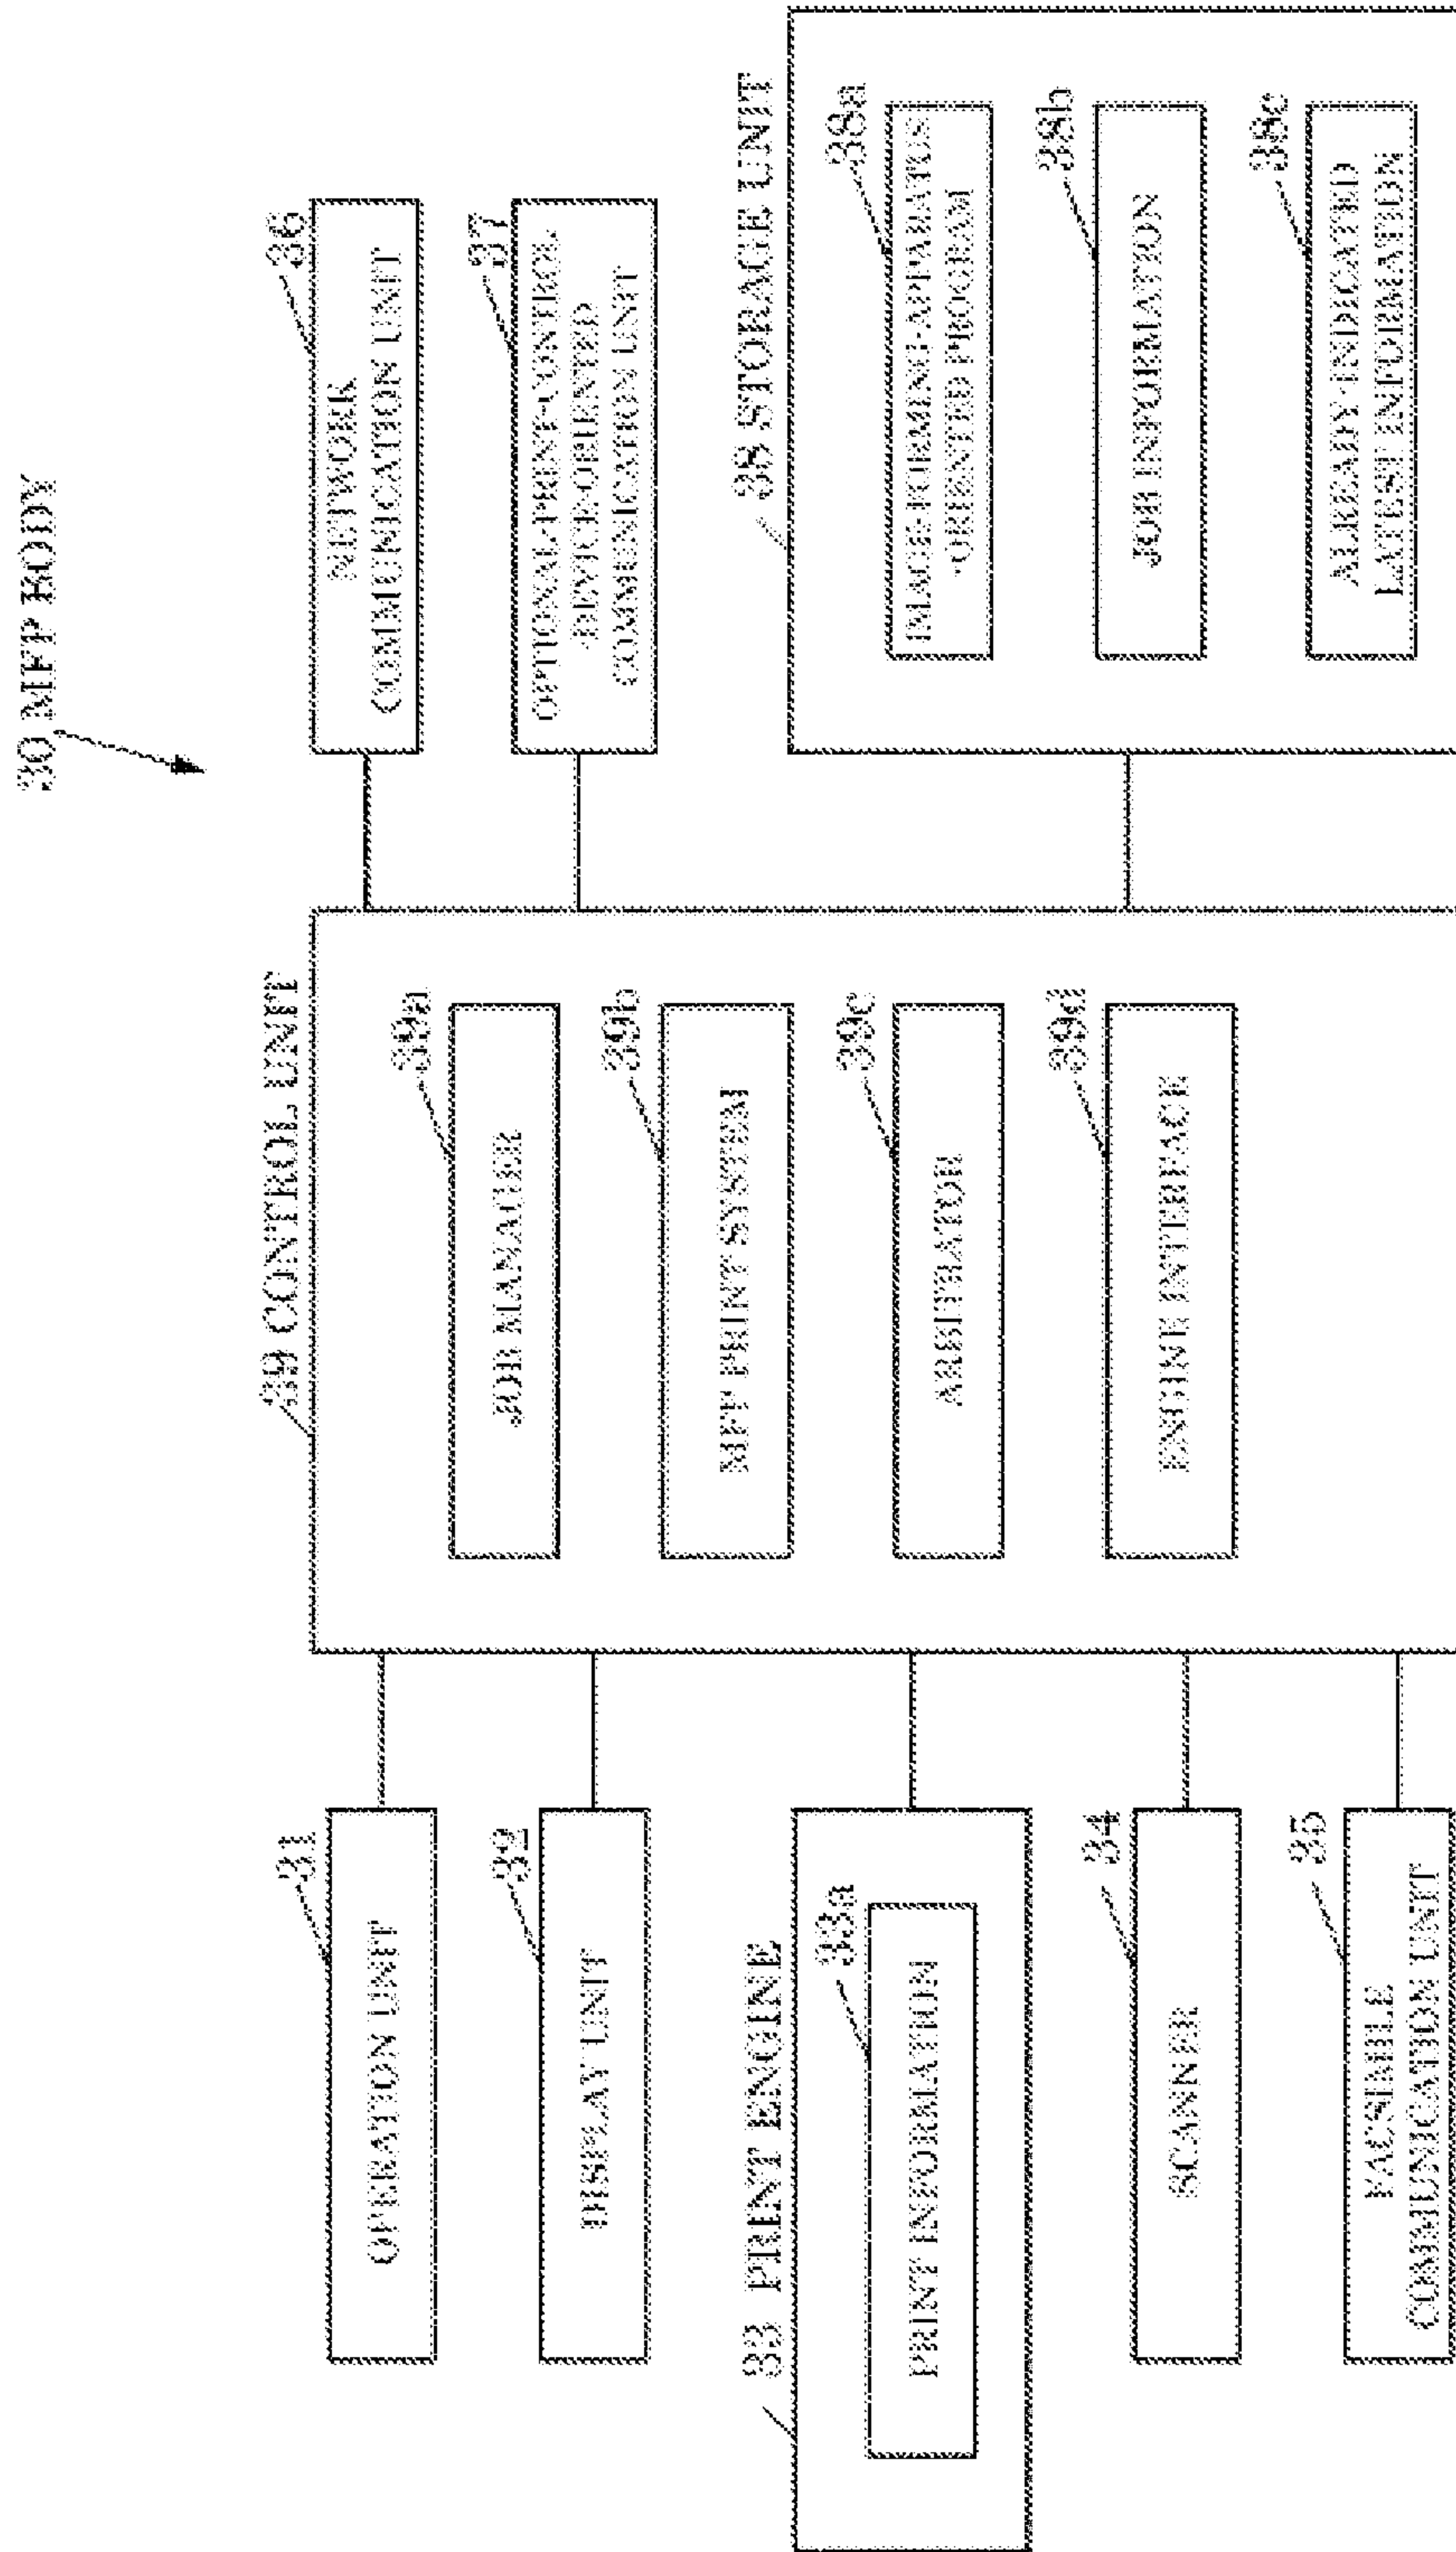 30 MFP BODY
39 CONTROL UNIT
31
OPERATION UNIT
32
DISPLAY UNIT
33 PRINT ENGINE
33a
PRINT INFORMATION
34
SCANNER
35
FACSIMILE
COMMUNICATION UNIT
39a
JOB MANAGER
39b
MFP PRINT SYSTEM
39c
ARBITRATOR
39d
ENGINE INTERFACE
36
NETWORK
COMMUNICATION UNIT
37
OPTIONAL-PRINT-CONTROL
-DEVICE-ORIENTED
COMMUNICATION UNIT
38 STORAGE UNIT
38a
IMAGE-FORMING-APPARATUS
-ORIENTED PROGRAM
38b
JOB INFORMATION
38c
ALREADY-INDICATED
LATEST INFORMATION